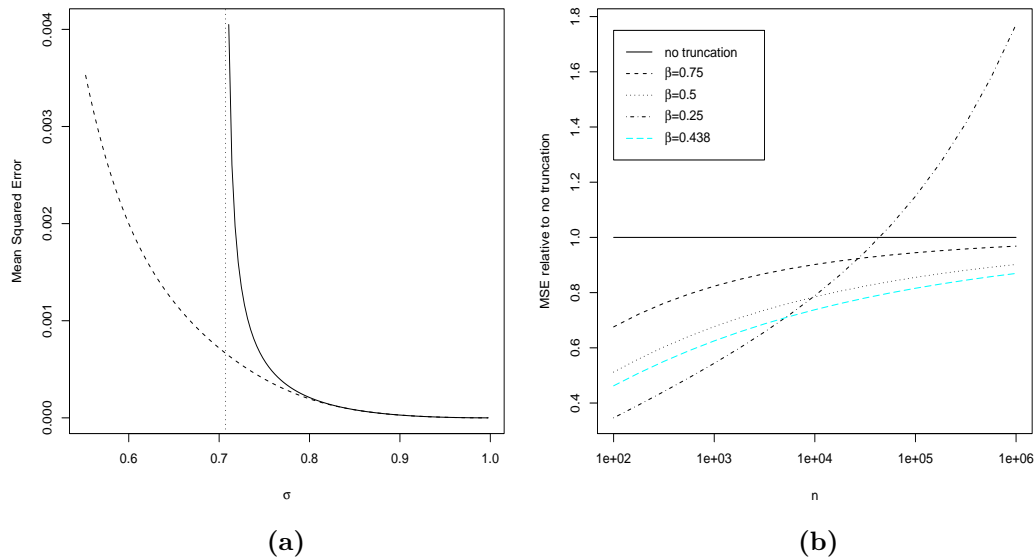 0.004
0.003
0.002
0.001
0.000
Mean Squared Error
0.6 0.7 0.8 0.9 1.0
σ
(a)
1.8
1.6
1.4
1.2
1.0
0.8
0.6
0.4
MSE relative to no truncation
no truncation
β=0.75
β=0.5
β=0.25
β=0.438
1e+02 1e+03 1e+04 1e+05 1e+06
n
(b)